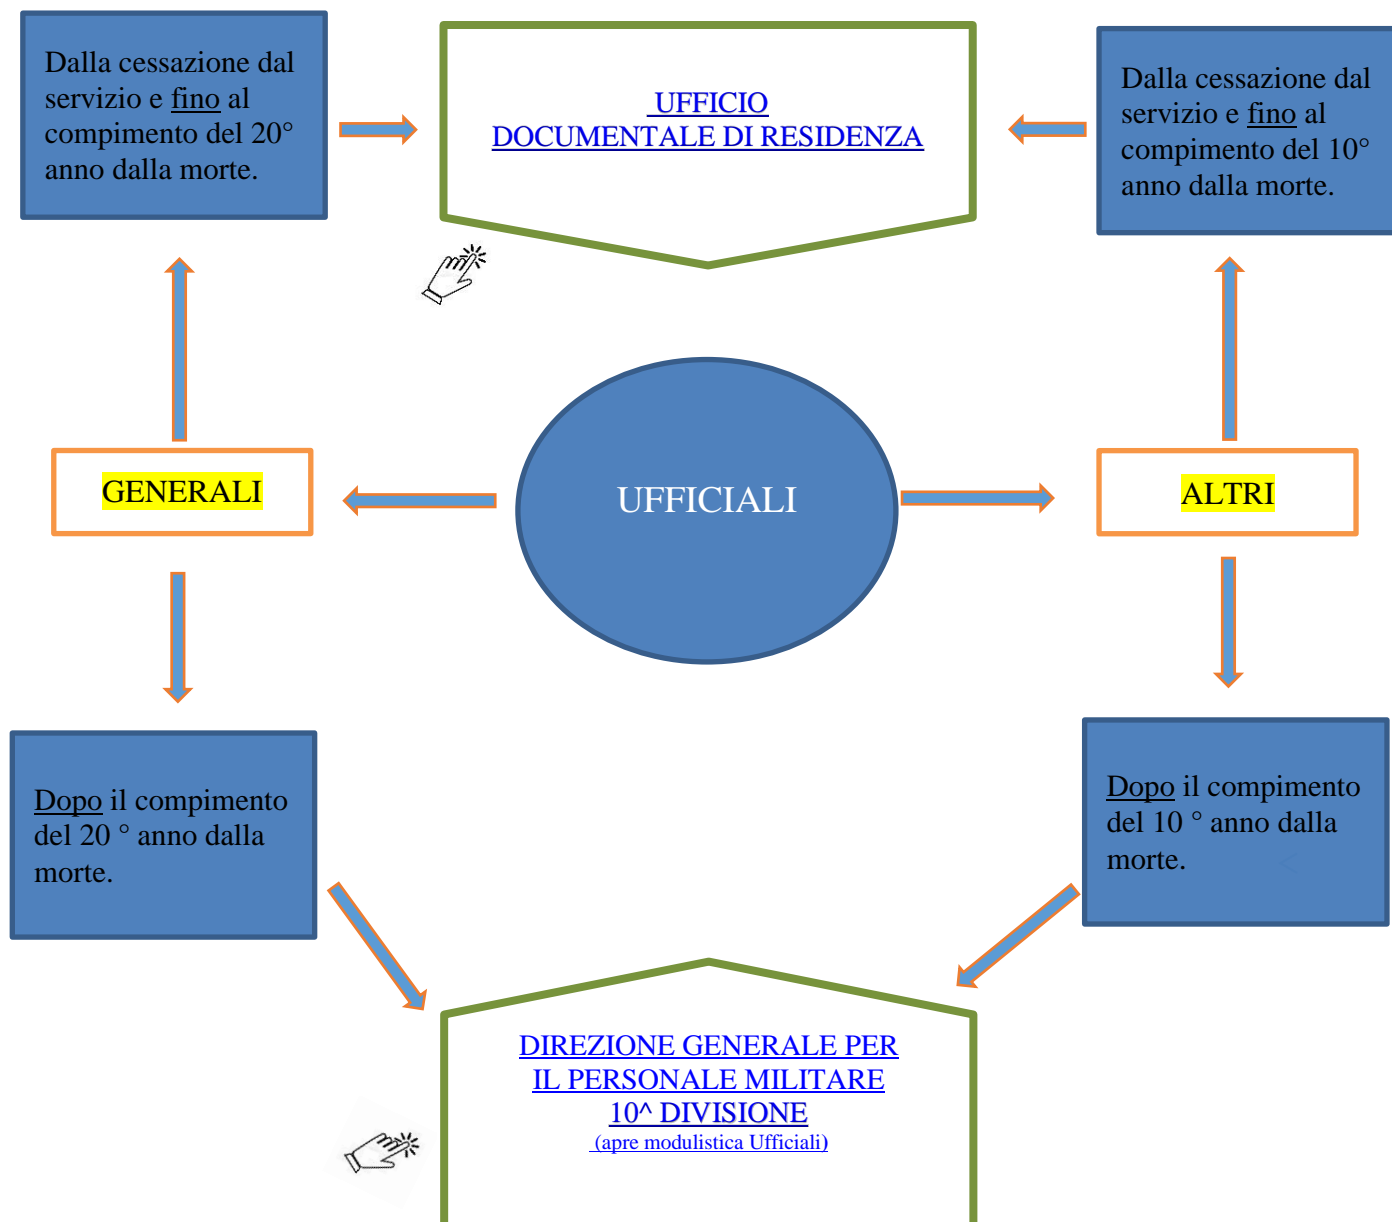 Dalla cessazione dal
servizio e fino al
compimento del 20°
anno dalla morte.
UFFICIO
DOCUMENTALE DI RESIDENZA
Dalla cessazione dal
servizio e fino al
compimento del 10°
anno dalla morte.
GENERALI
UFFICIALI
ALTRI
Dopo il compimento
del 20 ° anno dalla
morte.
Dopo il compimento
del 10 ° anno dalla
morte.
DIREZIONE GENERALE PER
IL PERSONALE MILITARE
10^ DIVISIONE
(apre modulistica Ufficiali)